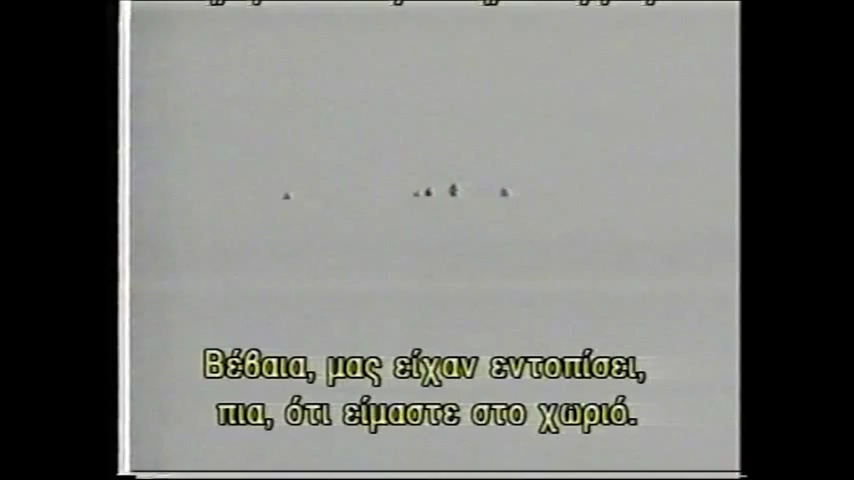 Βέβαια, μας είχαν εντοπίσει,
πια, ότι είμαστε στο χωριό.